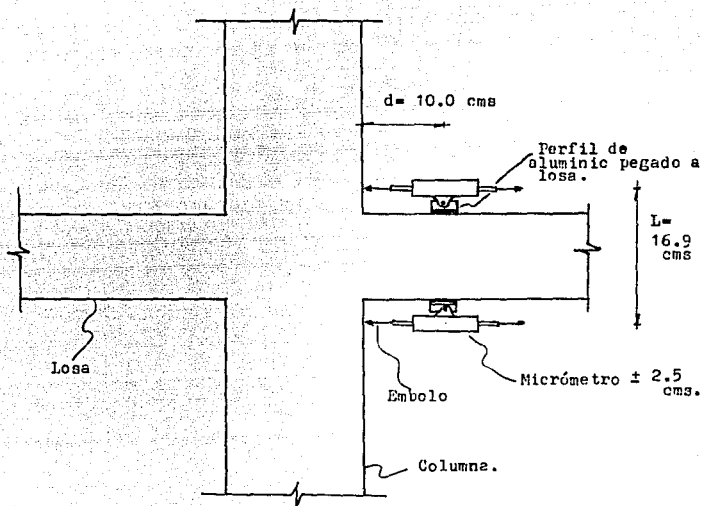 d= 10.0 cms
Perfil de
aluminic pegado a
losa.
L=
16.9
cms
Losa
Embolo
Micrómetro ± 2.5
cms.
Columna.